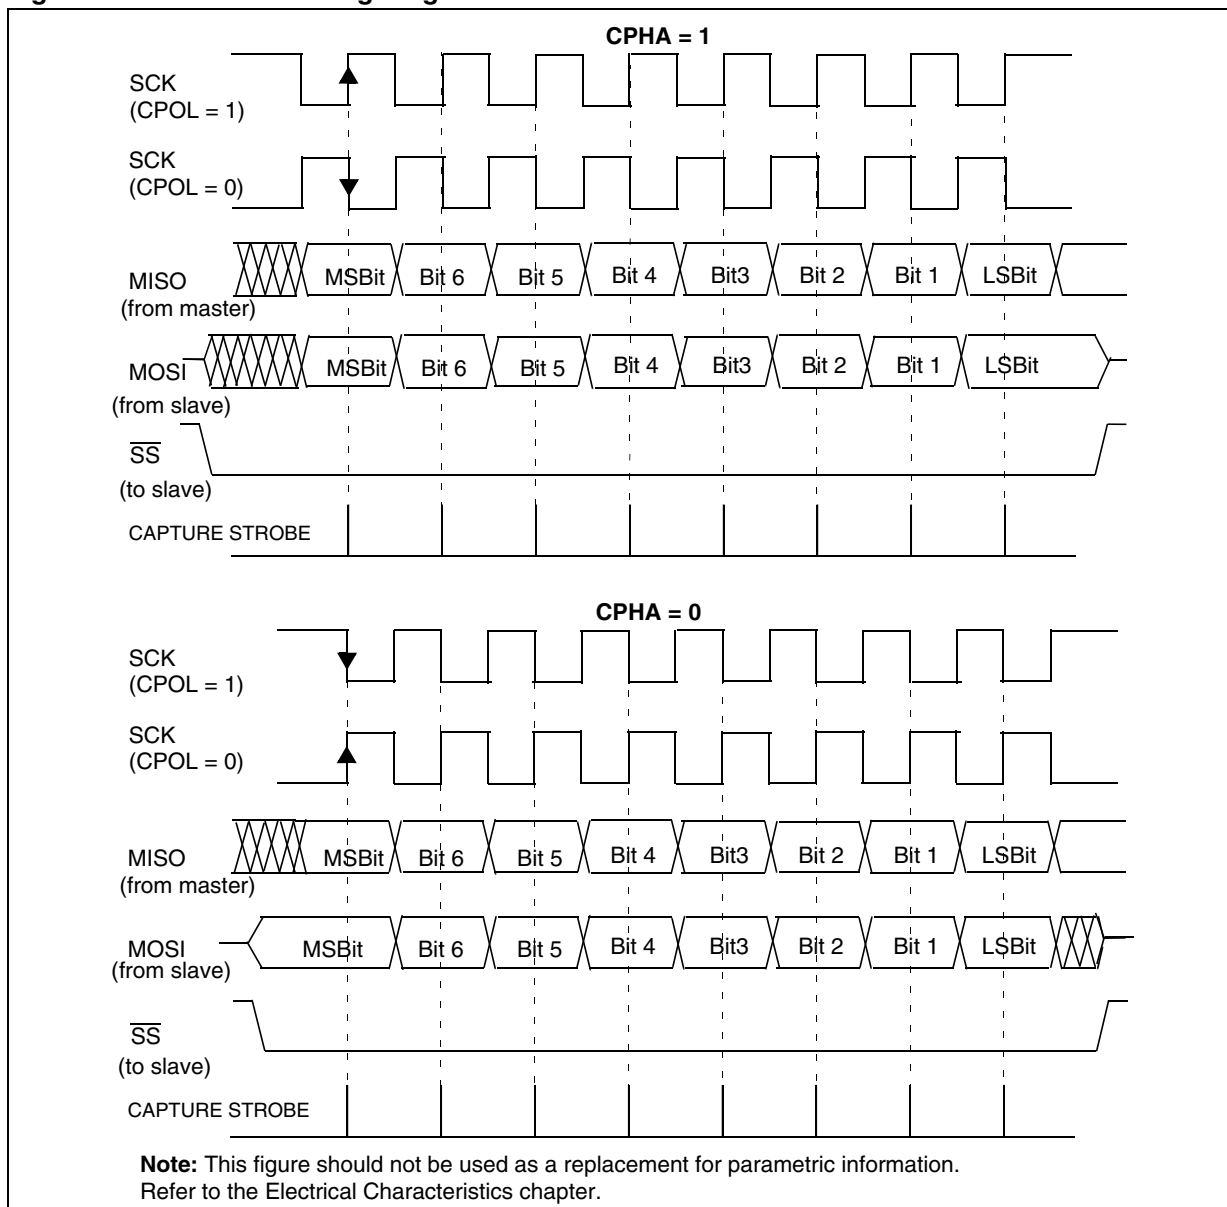 CPHA = 1
SCK
(CPOL = 1)
SCK
(CPOL = 0)
MISO
(from master)
MSBit Bit 6 Bit 5 Bit 4 Bit3 Bit 2 Bit 1 LSBit
MOSI
(from slave)
MSBit Bit 6 Bit 5 Bit 4 Bit3 Bit 2 Bit 1 LSBit
SS
(to slave)
CAPTURE STROBE
CPHA = 0
SCK
(CPOL = 1)
SCK
(CPOL = 0)
MISO
(from master)
MSBit Bit 6 Bit 5 Bit 4 Bit3 Bit 2 Bit 1 LSBit
MOSI
(from slave)
MSBit Bit 6 Bit 5 Bit 4 Bit3 Bit 2 Bit 1 LSBit
SS
(to slave)
CAPTURE STROBE
Note: This figure should not be used as a replacement for parametric information.
Refer to the Electrical Characteristics chapter.